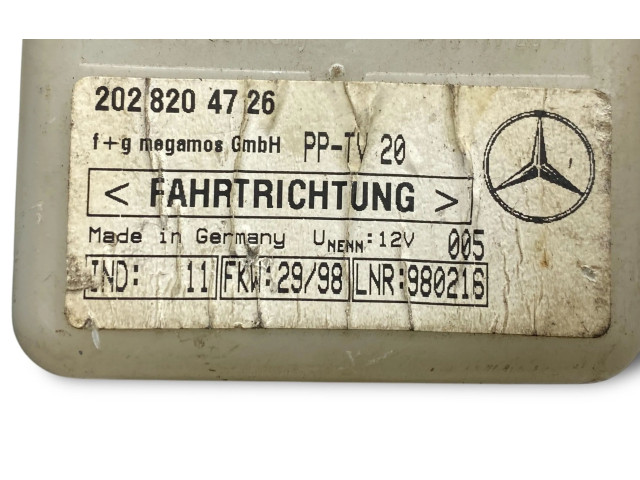 202 820 47 26
f+g megamos GmbH PP-TV 20
< FAHRTRICHTUNG >
Made in Germany UNENN: 12V 005
IND: 11 FKW: 29/98 LNR: 980216